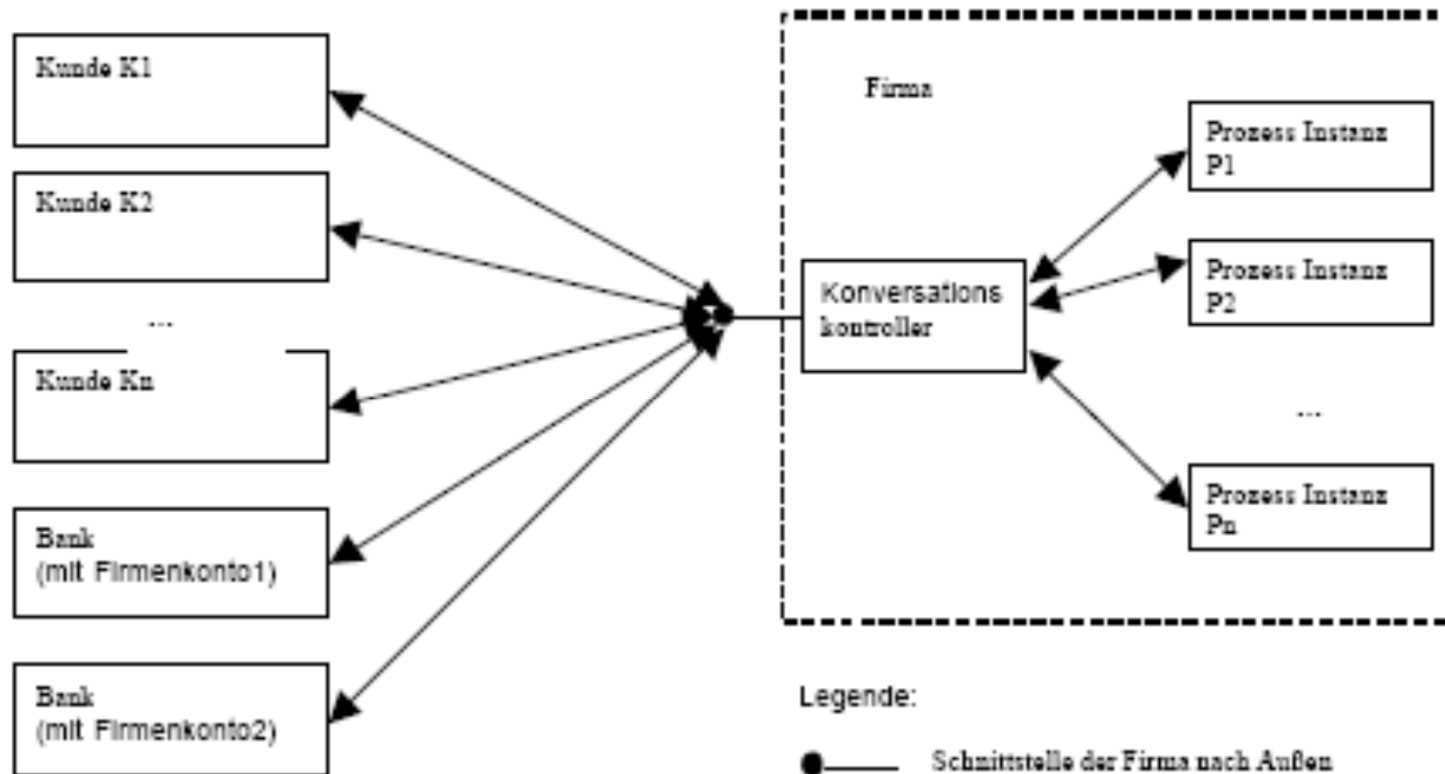 Kunde K1
Kunde K2
...
Kunde Kn
Bank
(mit Firmenkonto1)
Bank
(mit Firmenkonto2)
Firma
Konversations
kontroller
Prozess Instanz
P1
Prozess Instanz
P2
...
Prozess Instanz
Pn
Legende:
Schnittstelle der Firma nach Außen